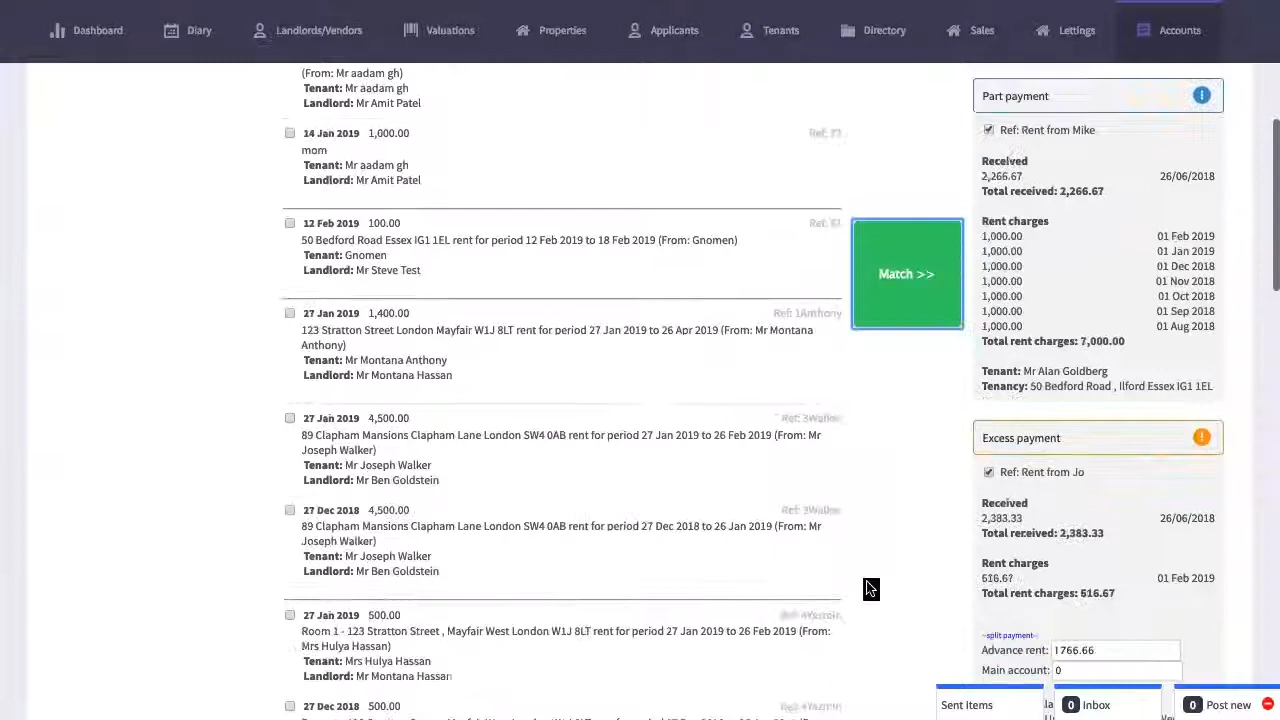 Dashboard
Diary
Landlords/Vendors
Valuations
Properties
Applicants
Tenants
Directory
Sales
Lettings
Accounts
(From: Mr aadam gh)
Tenant: Mr aadam gh
Landlord: Mr Amit Patel
14 Jan 2019 1,000.00
mom
Tenant: Mr aadam gh
Landlord: Mr Amit Patel
12 Feb 2019 100.00
50 Bedford Road Essex IG1 1EL rent for period 12 Feb 2019 to 18 Feb 2019 (From: Gnomen)
Tenant: Gnomen
Landlord: Mr Steve Test
27 Jan 2019 1,400.00 Ref: 1Anthony
123 Stratton Street London Mayfair W1J 8LT rent for period 27 Jan 2019 to 26 Apr 2019 (From: Mr Montana
Anthony)
Tenant: Mr Montana Anthony
Landlord: Mr Montana Hassan
27 Jan 2019 4,500.00 Ref: 3Walker
89 Clapham Mansions Clapham Lane London SW4 0AB rent for period 27 Jan 2019 to 26 Feb 2019 (From: Mr
Joseph Walker)
Tenant: Mr Joseph Walker
Landlord: Mr Ben Goldstein
27 Dec 2018 4,500.00 Ref: 3Walker
89 Clapham Mansions Clapham Lane London SW4 0AB rent for period 27 Dec 2018 to 26 Jan 2019 (From: Mr
Joseph Walker)
Tenant: Mr Joseph Walker
Landlord: Mr Ben Goldstein
27 Jan 2019 500.00
Room 1 - 123 Stratton Street , Mayfair West London W1J 8LT rent for period 27 Jan 2019 to 26 Feb 2019 (From:
Mrs Hulya Hassan)
Tenant: Mrs Hulya Hassan
Landlord: Mr Montana Hassan
27 Dec 2018 500.00
Match >>
Part payment
Ref: Rent from Mike
Received
2,266.67 26/06/2018
Total received: 2,266.67
Rent charges
1,000.00 01 Feb 2019
1,000.00 01 Jan 2019
1,000.00 01 Dec 2018
1,000.00 01 Nov 2018
1,000.00 01 Oct 2018
1,000.00 01 Sep 2018
1,000.00 01 Aug 2018
Total rent charges: 7,000.00
Tenant: Mr Alan Goldberg
Tenancy: 50 Bedford Road , Ilford Essex IG1 1EL
Excess payment
Ref: Rent from Jo
Received
2,383.33 26/06/2018
Total received: 2,383.33
Rent charges
516.67 01 Feb 2019
Total rent charges: 516.67
~split payment~
Advance rent: 1766.66
Main account: 0
Sent Items
0 Inbox
0 Post new